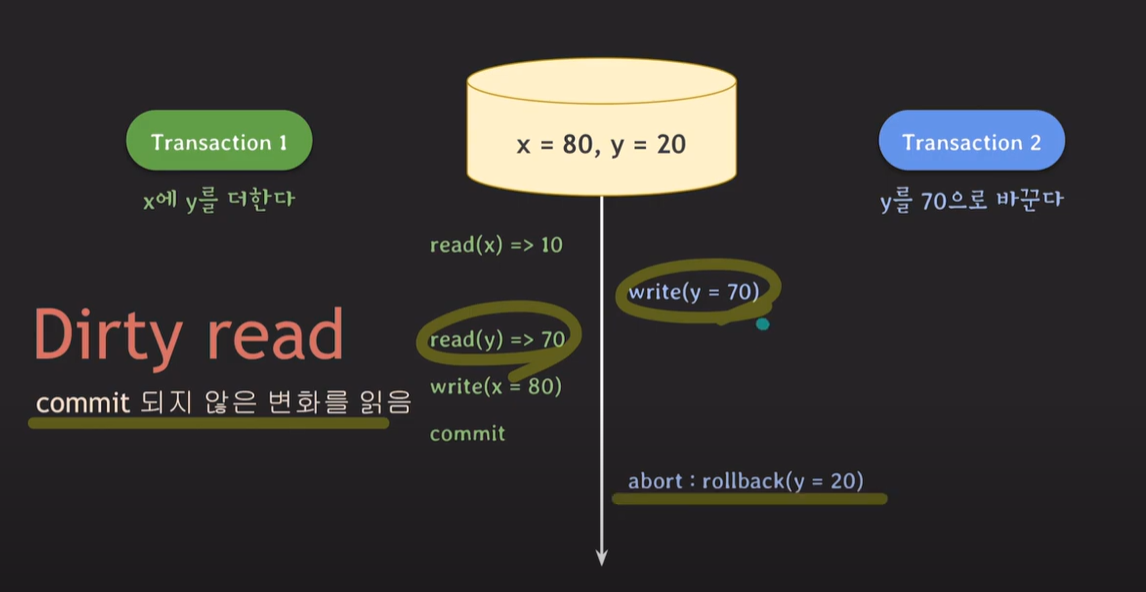 x = 80, y = 20
Transaction 1
x에 y를 더한다
Transaction 2
y를 70으로 바꾼다
read(x) => 10
write(y = 70)
Dirty read
commit 되지 않은 변화를 읽음
read(y) => 70
write(x = 80)
commit
abort : rollback(y = 20)